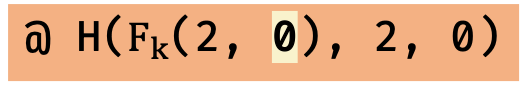 @ H(Fₖ(2, 0), 2, 0)